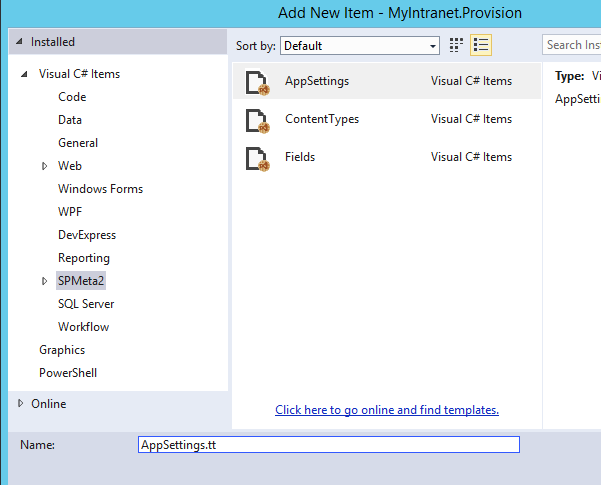 Add New Item - MyIntranet.Provision
Installed
Sort by: Default
Search Inst
Visual C# Items
Code
Data
General
Web
Windows Forms
WPF
DevExpress
Reporting
SPMeta2
SQL Server
Workflow
Graphics
PowerShell
Online
AppSettings Visual C# Items
ContentTypes Visual C# Items
Fields Visual C# Items
Type: Vi
AppSetti
Click here to go online and find templates.
Name: AppSettings.tt